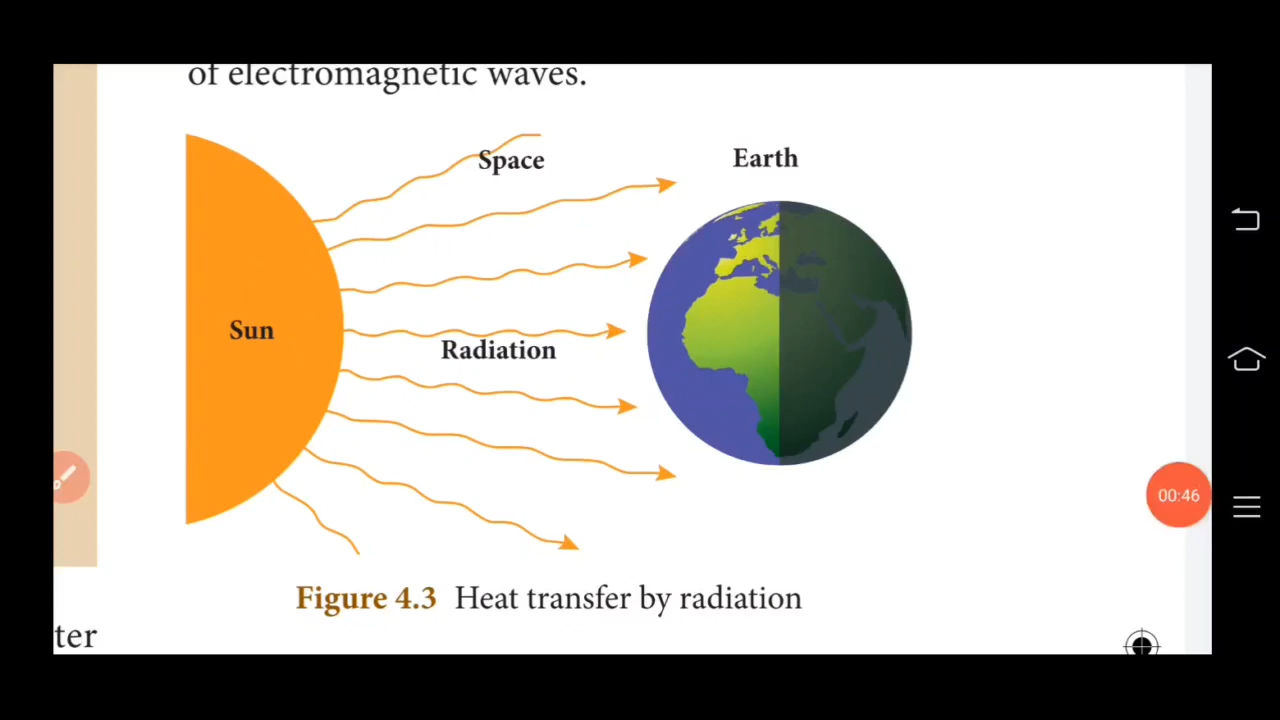 of electromagnetic waves.
Space
Earth
Sun
Radiation
00:46
Figure 4.3 Heat transfer by radiation
ter